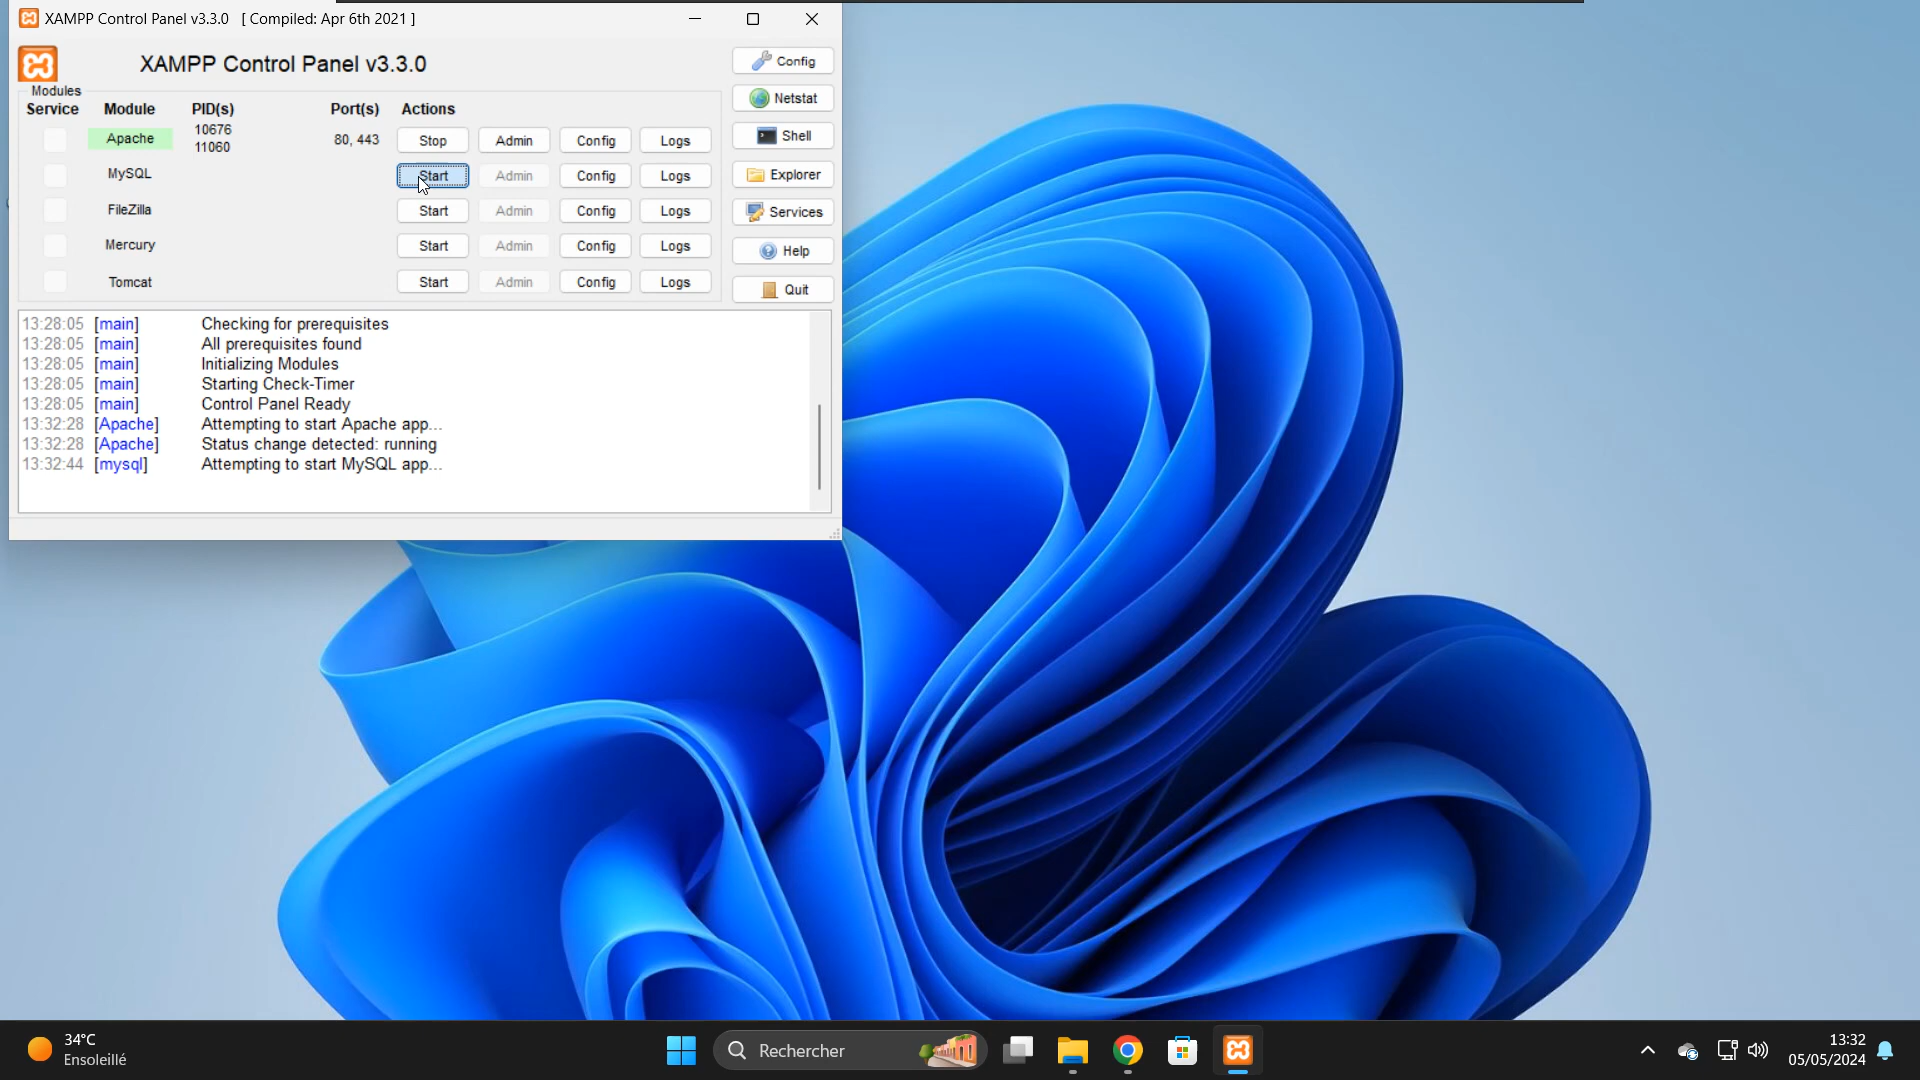 XAMPP Control Panel v3.3.0 [ Compiled: Apr 6th 2021 ]
XAMPP Control Panel v3.3.0
Config
Modules
Service Module PID(s) Port(s) Actions
Netstat
Apache 10676 11060 80, 443 Stop Admin Config Logs
Shell
MySQL Start Admin Config Logs
Explorer
FileZilla Start Admin Config Logs
Services
Mercury Start Admin Config Logs
Help
Tomcat Start Admin Config Logs
Quit
13:28:05 [main] Checking for prerequisites
13:28:05 [main] All prerequisites found
13:28:05 [main] Initializing Modules
13:28:05 [main] Starting Check-Timer
13:28:05 [main] Control Panel Ready
13:32:28 [Apache] Attempting to start Apache app...
13:32:28 [Apache] Status change detected: running
13:32:44 [mysql] Attempting to start MySQL app...
34°C
Ensoleillé
Rechercher
13:32
05/05/2024